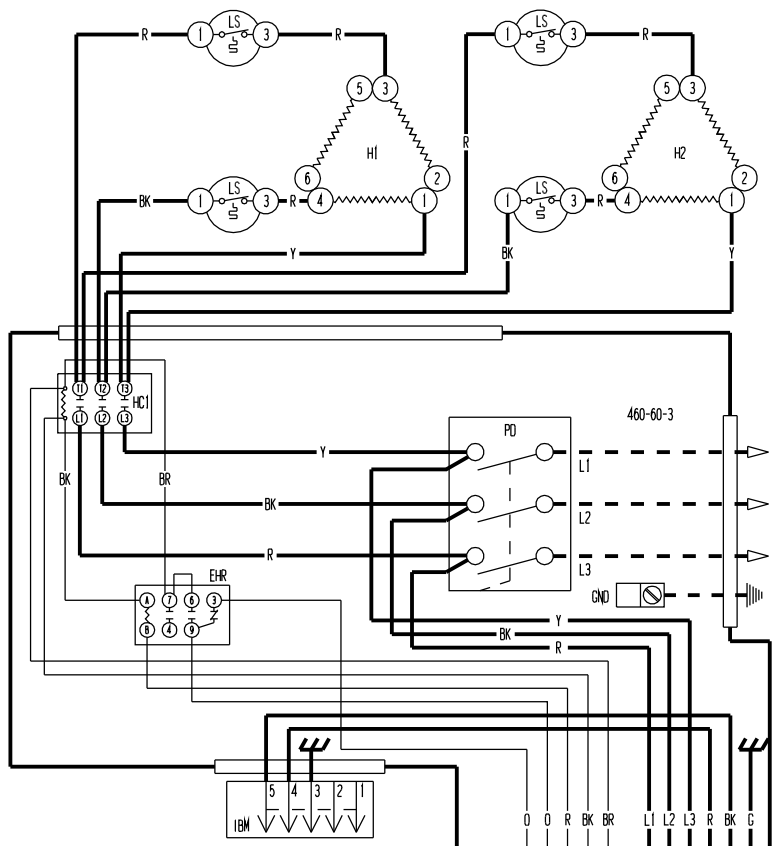 R 1 LS 3 R
1 LS 3 R
5 3
5 3
H1
R
H2
6 2
6 2
BK 1 LS 3 R 4 1
1 LS 3 R 4 1
Y
BK
Y
T1 T2 T3
HC1
L1 L2 L3
460-60-3
PD
Y
L1
BK BR
BK
L2
R
L3
EHR
A 7 6 3
GND
B 4 9
Y
BK
R
5 4 3 2 1
IBM
O O R BK BR L1 L2 L3 R BK G